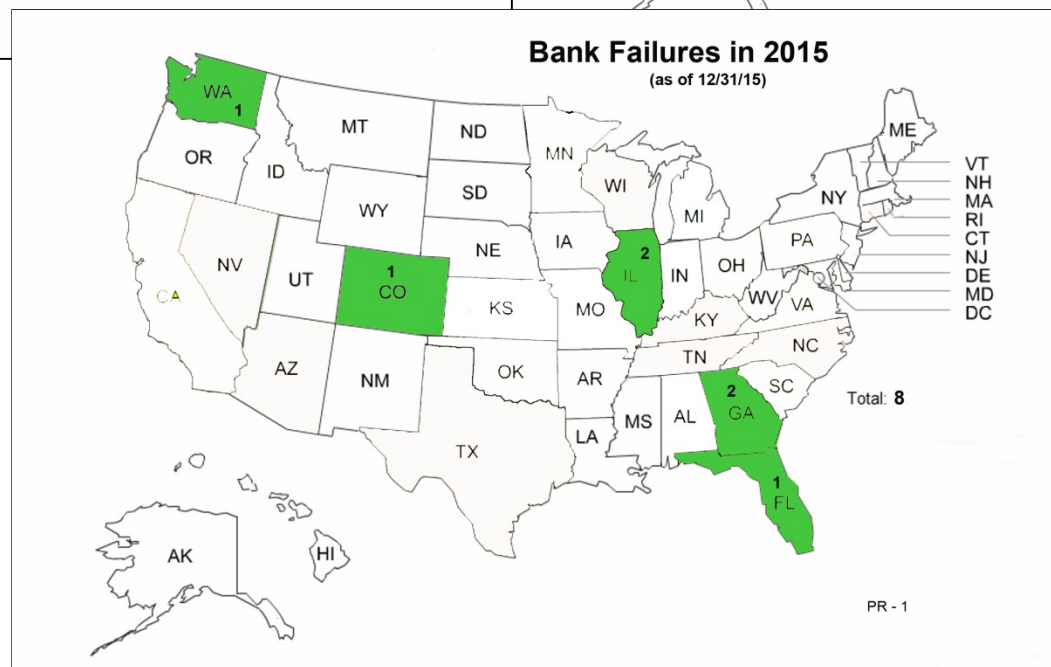 Bank Failures in 2015
(as of 12/31/15)
WA
1
MT
ND
MN
ME
OR
ID
SD
WI
MI
NY
VT
NH
MA
RI
CT
NJ
DE
MD
DC
WY
IA
PA
NE
2
IL
IN
OH
NV
UT
1
CO
CA
KS
MO
WV
VA
KY
NC
TN
AZ
NM
OK
AR
SC
2
GA
Total: 8
MS
AL
LA
TX
1
FL
AK
HI
PR - 1